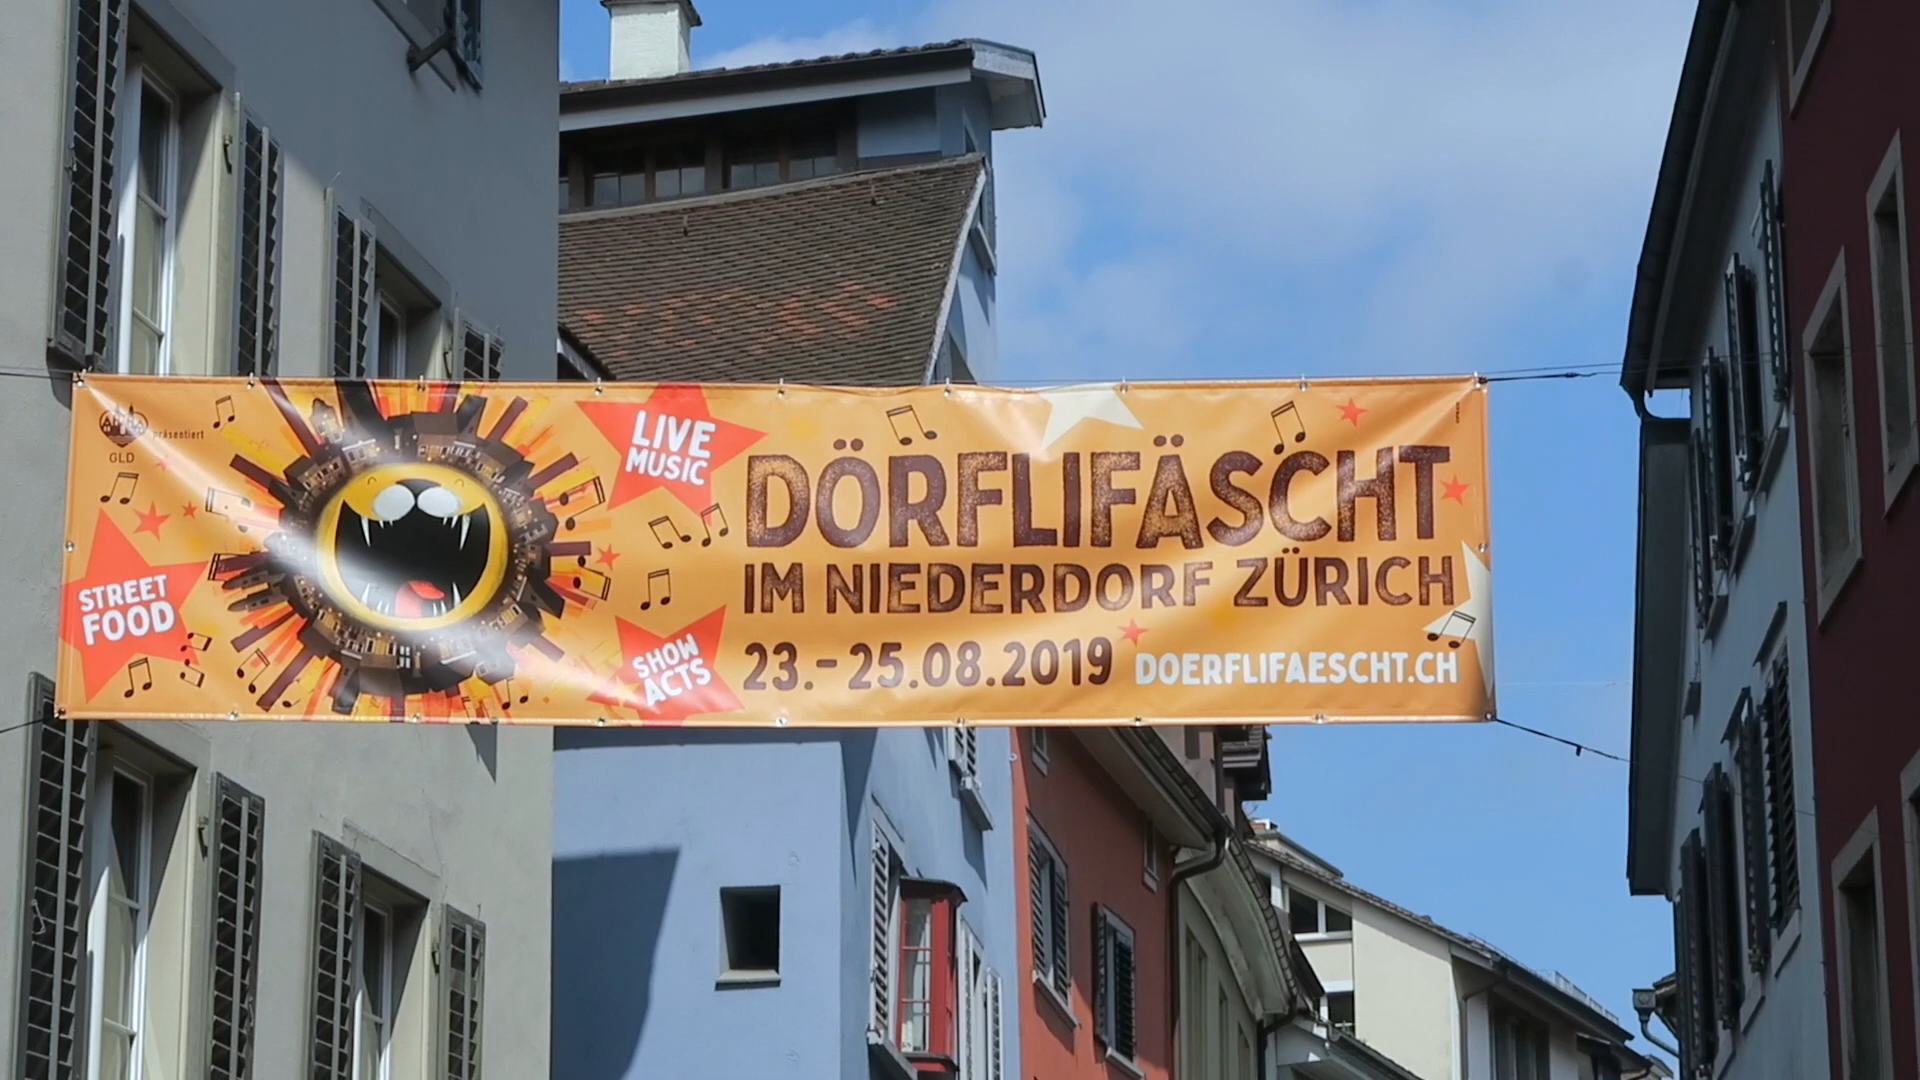 präsentiert
GLD
LIVE
MUSIC
STREET
FOOD
SHOW
ACTS
DÖRFLIFÄSCHT
IM NIEDERDORF ZÜRICH
23.-25.08.2019 DOERFLIFAESCHT.CH